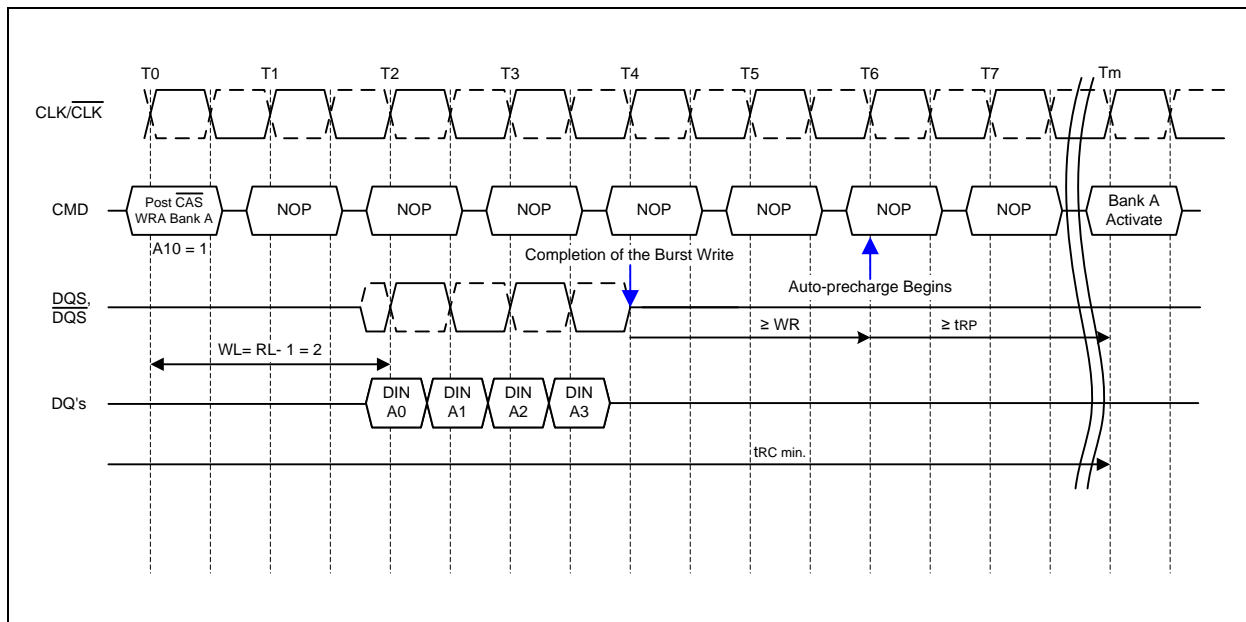 T0 T1 T2 T3 T4 T5 T6 T7 Tm
CLK/CLK
CMD
Post CAS
WRA Bank A
NOP NOP NOP NOP NOP NOP NOP
Bank A
Activate
A10 = 1
Completion of the Burst Write
Auto-precharge Begins
DQS,
DQS
≥ WR
≥ tRP
WL= RL- 1 = 2
DQ's
DIN
A0
DIN
A1
DIN
A2
DIN
A3
tRC min.